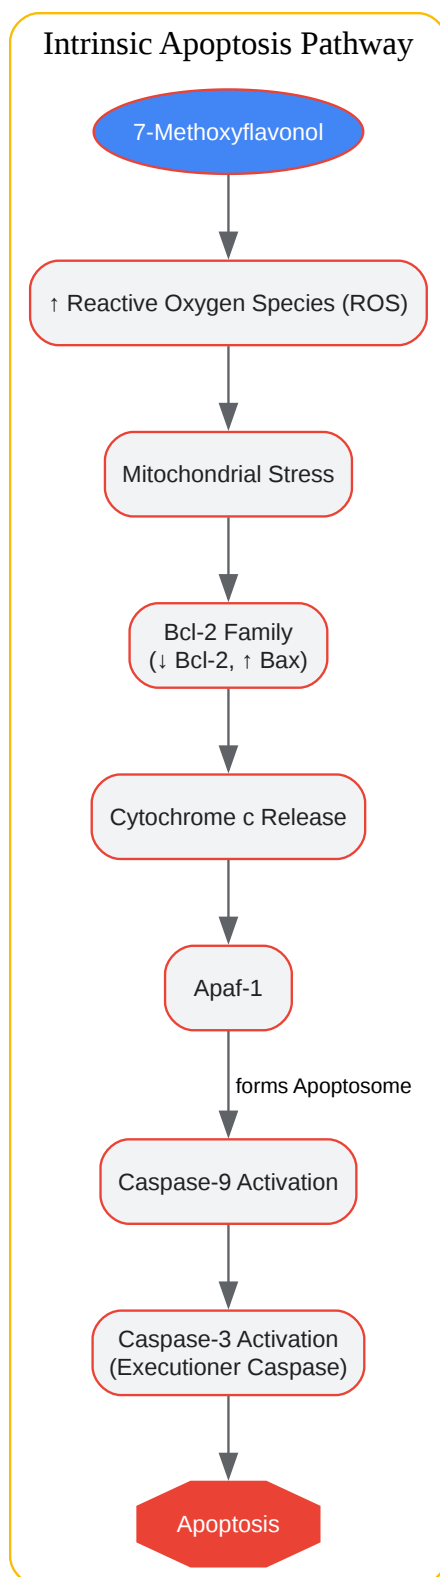 Intrinsic Apoptosis Pathway
7-Methoxyflavonol
↑ Reactive Oxygen Species (ROS)
Mitochondrial Stress
Bcl-2 Family
(↓ Bcl-2, ↑ Bax)
Cytochrome c Release
Apaf-1
forms Apoptosome
Caspase-9 Activation
Caspase-3 Activation
(Executioner Caspase)
Apoptosis